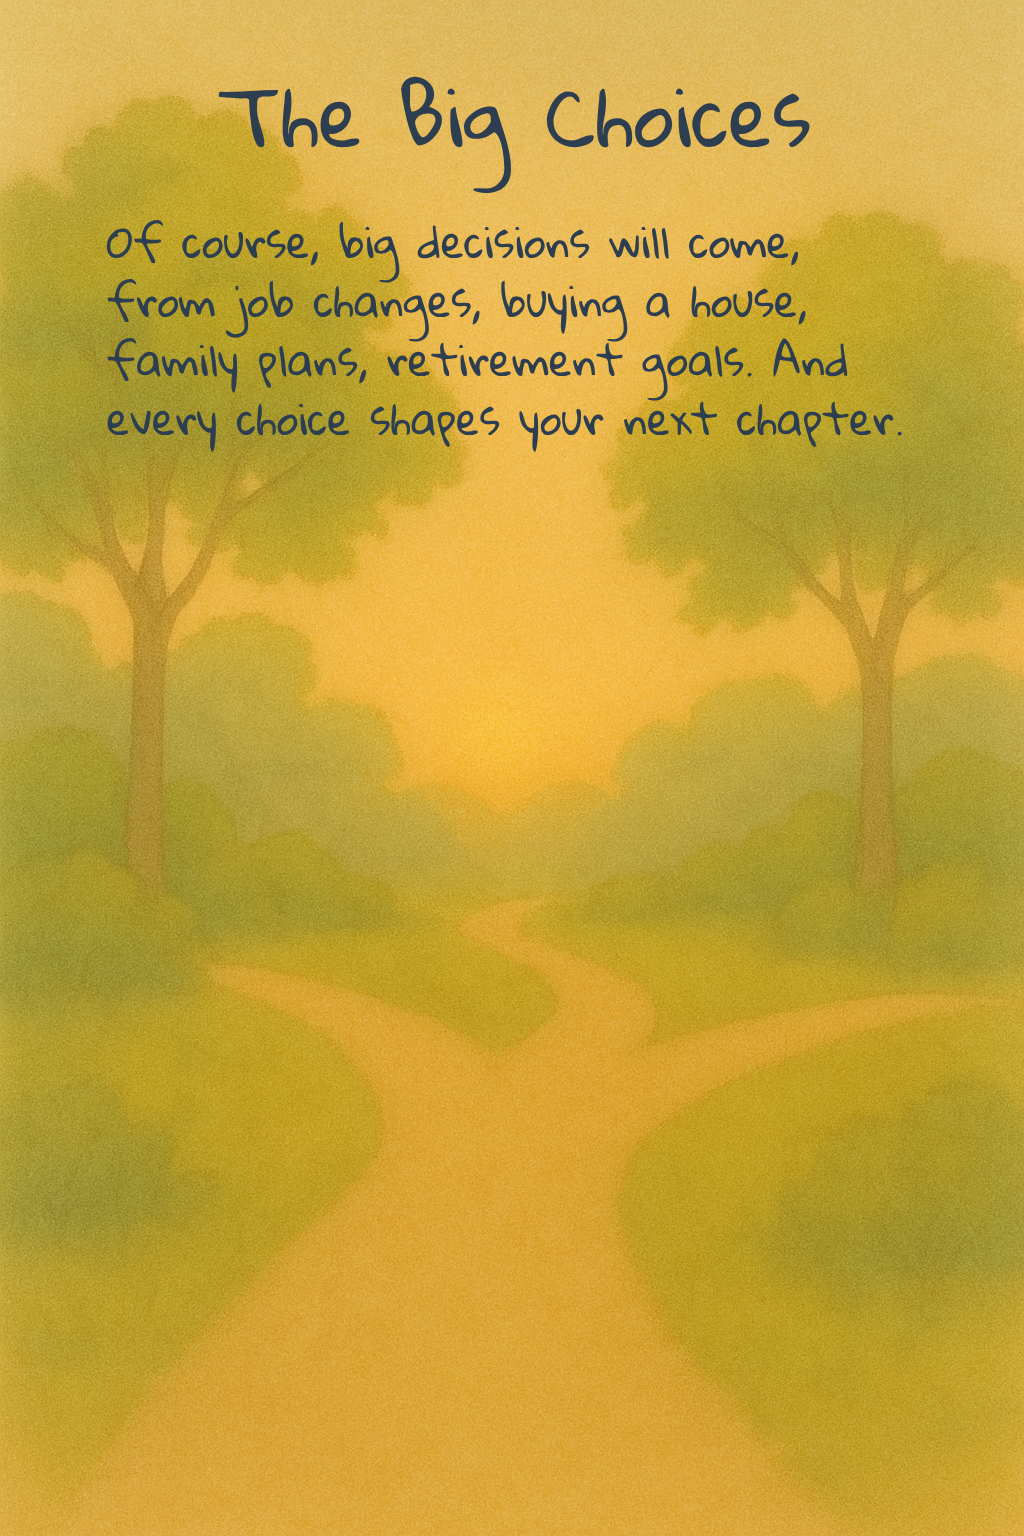 The Big Choices
Of course, big decisions will come,
from job changes, buying a house,
family plans, retirement goals. And
every choice shapes your next chapter.